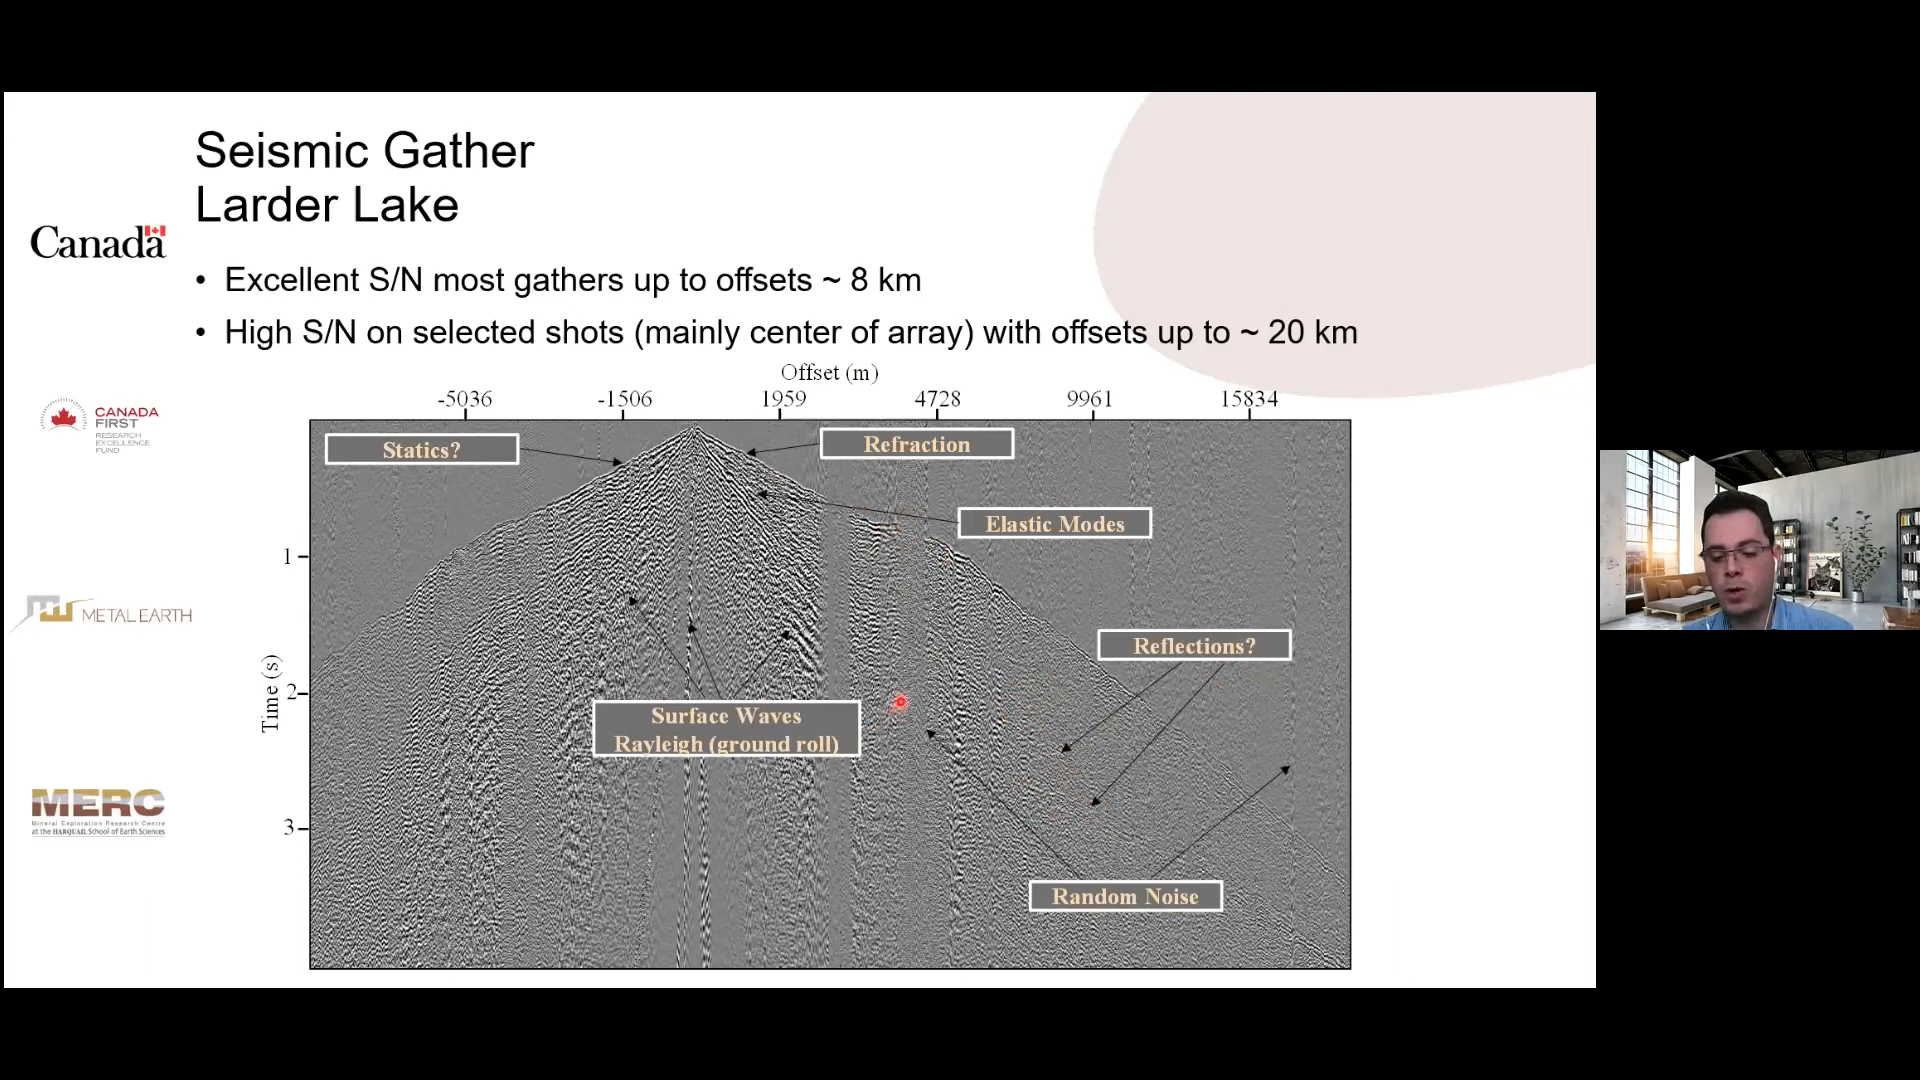 Seismic Gather
Larder Lake
• Excellent S/N most gathers up to offsets ~ 8 km
• High S/N on selected shots (mainly center of array) with offsets up to ~ 20 km
Canada
CANADA
FIRST
RESEARCH
EXCELLENCE
FUND
METAL EARTH
MERC
Mineral Exploration Research Centre
at the HARQUAIL School of Earth Sciences
Offset (m)
-5036 -1506 1959 4728 9961 15834
Statics?
Refraction
Elastic Modes
1
Reflections?
Time (s)
2
Surface Waves
Rayleigh (ground roll)
3
Random Noise